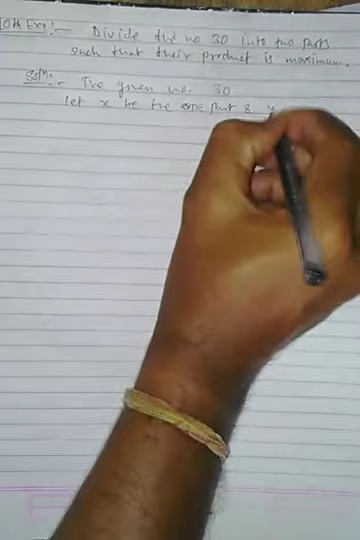 10th Ex:- Divide the no 30 into two parts
such that their product is maximum.
Soln:- The given no. 30
let x be the one part &